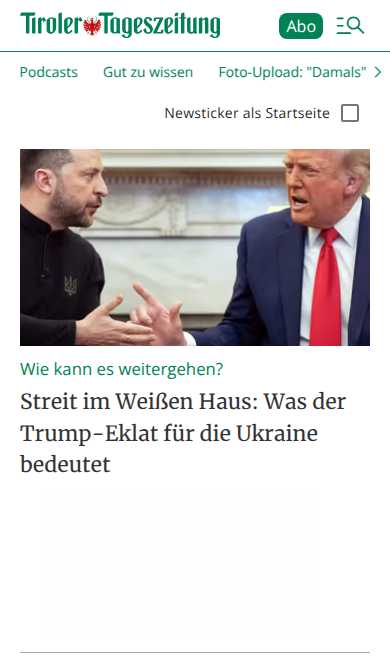 Tiroler Tageszeitung
Abo
Podcasts Gut zu wissen Foto-Upload: "Damals"
Newsticker als Startseite
Wie kann es weitergehen?
Streit im Weißen Haus: Was der
Trump-Eklat für die Ukraine
bedeutet